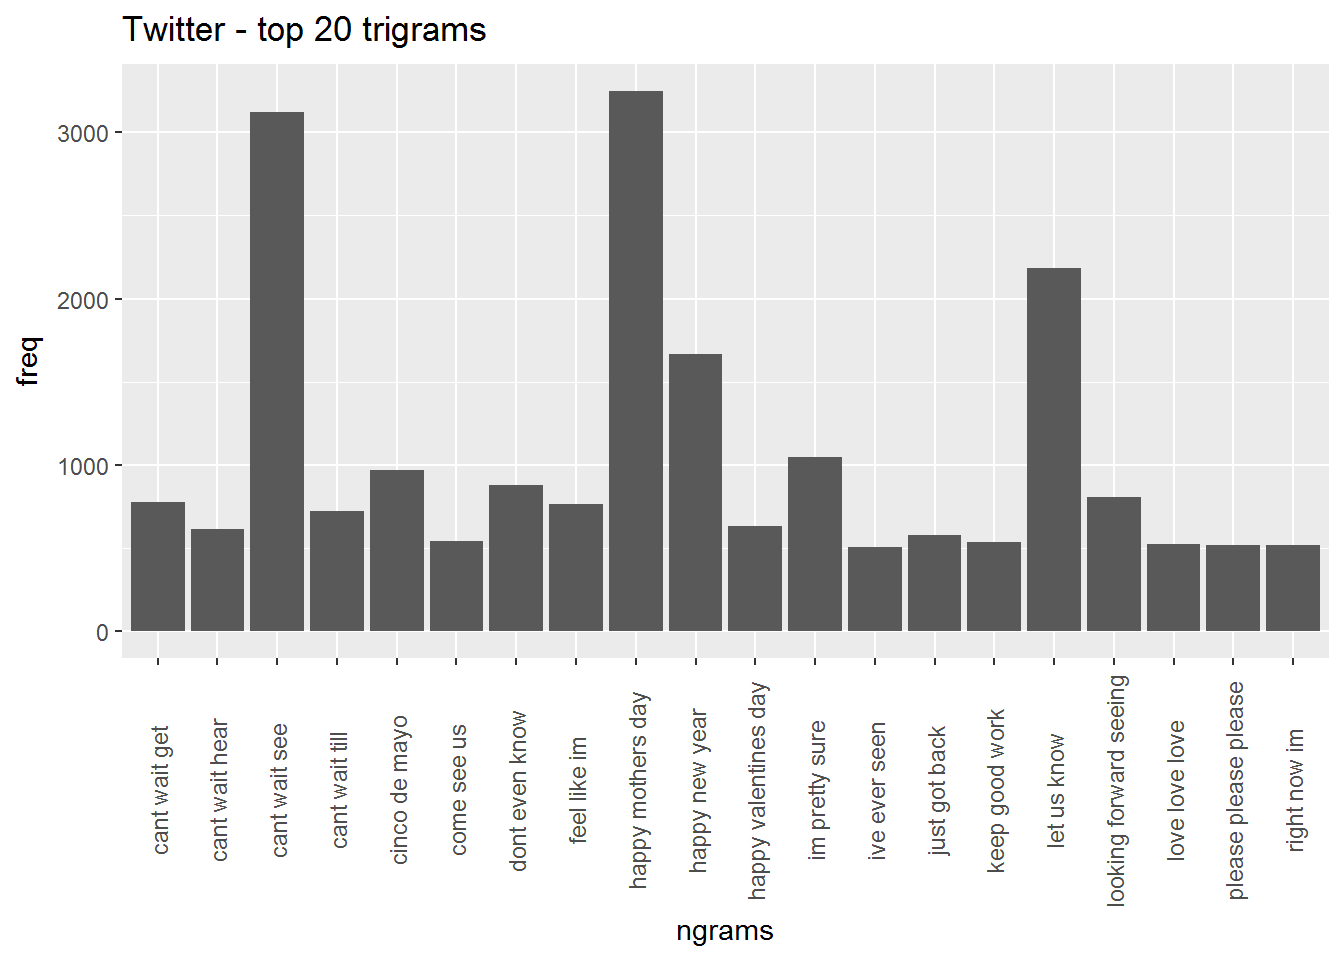 Twitter - top 20 trigrams
freq
3000
2000
1000
0
cant wait get
cant wait hear
cant wait see
cant wait till
cinco de mayo
come see us
dont even know
feel like im
happy mothers day
happy new year
happy valentines day
im pretty sure
ive ever seen
just got back
keep good work
let us know
looking forward seeing
love love love
please please please
right now im
ngrams